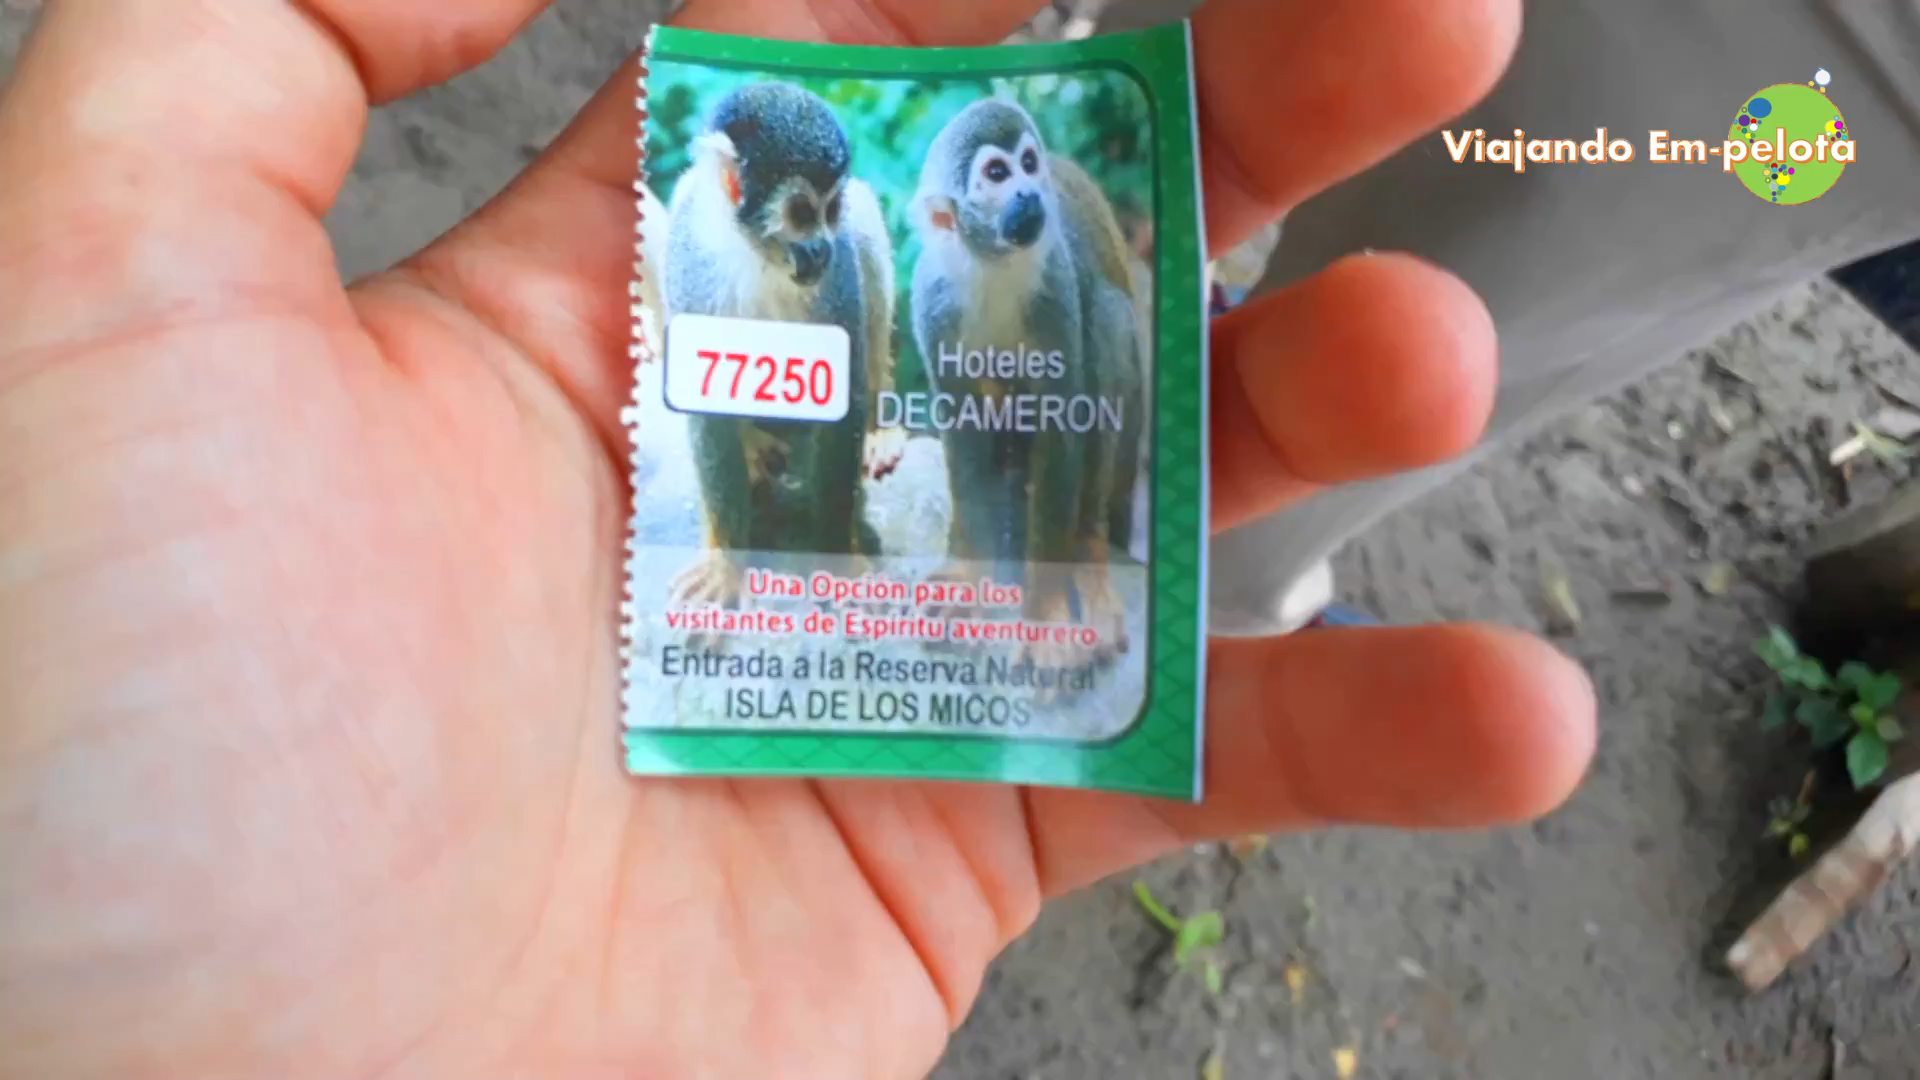 Viajando Em-pelota
77250
Hoteles
DECAMERON
Una Opción para los
visitantes de Espíritu aventurero
Entrada a la Reserva Natural
ISLA DE LOS MICOS